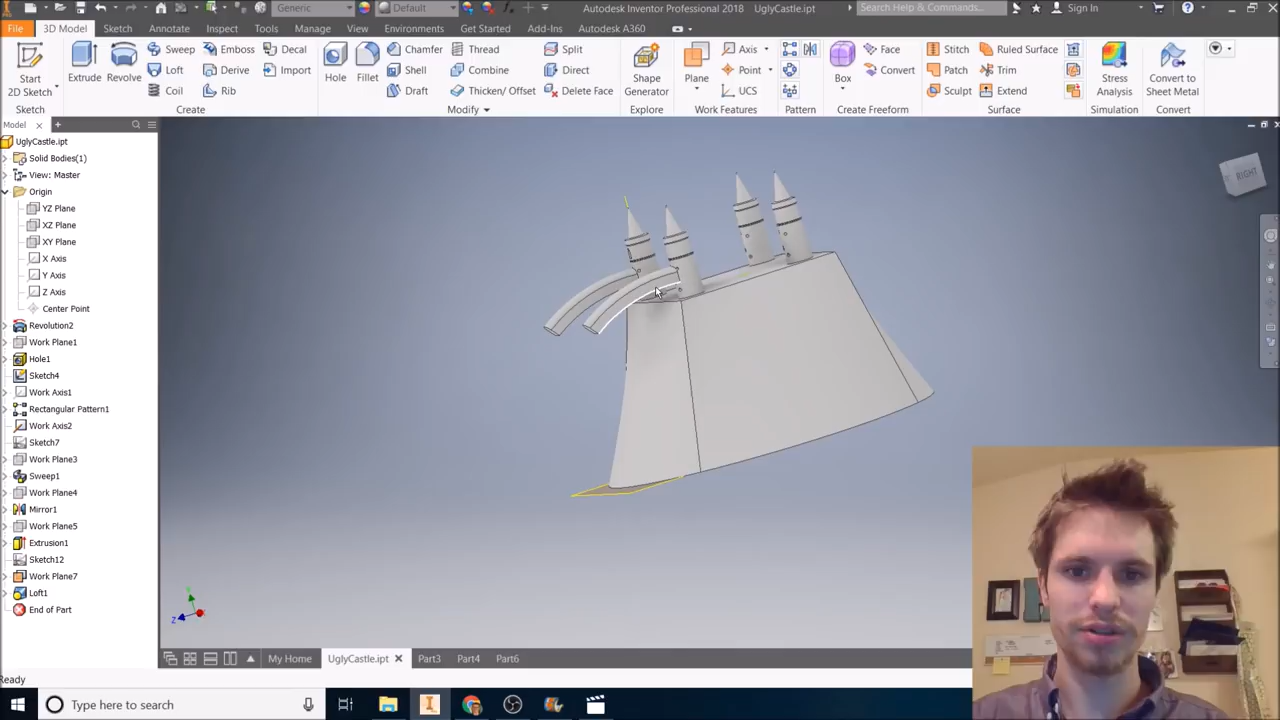 Generic
Default
Autodesk Inventor Professional 2018 UglyCastle.ipt
Search Help & Commands...
Sign In
File 3D Model Sketch Annotate Inspect Tools Manage View Environments Get Started Add-Ins Autodesk A360
Start
2D Sketch
Sketch
Extrude
Revolve
Sweep
Loft
Coil
Emboss
Derive
Rib
Decal
Import
Create
Hole
Fillet
Chamfer
Shell
Draft
Thread
Combine
Thicken/ Offset
Split
Direct
Delete Face
Modify
Shape
Generator
Explore
Plane
Axis
Point
UCS
Work Features
Pattern
Box
Face
Convert
Create Freeform
Stitch
Patch
Sculpt
Ruled Surface
Trim
Extend
Surface
Stress
Analysis
Simulation
Convert to
Sheet Metal
Convert
Model
UglyCastle.ipt
Solid Bodies(1)
View: Master
Origin
YZ Plane
XZ Plane
XY Plane
X Axis
Y Axis
Z Axis
Center Point
Revolution2
Work Plane1
Hole1
Sketch4
Work Axis1
Rectangular Pattern1
Work Axis2
Sketch7
Work Plane3
Sweep1
Work Plane4
Mirror1
Work Plane5
Extrusion1
Sketch12
Work Plane7
Loft1
End of Part
RIGHT
Z
My Home UglyCastle.ipt Part3 Part4 Part6
Ready
Type here to search